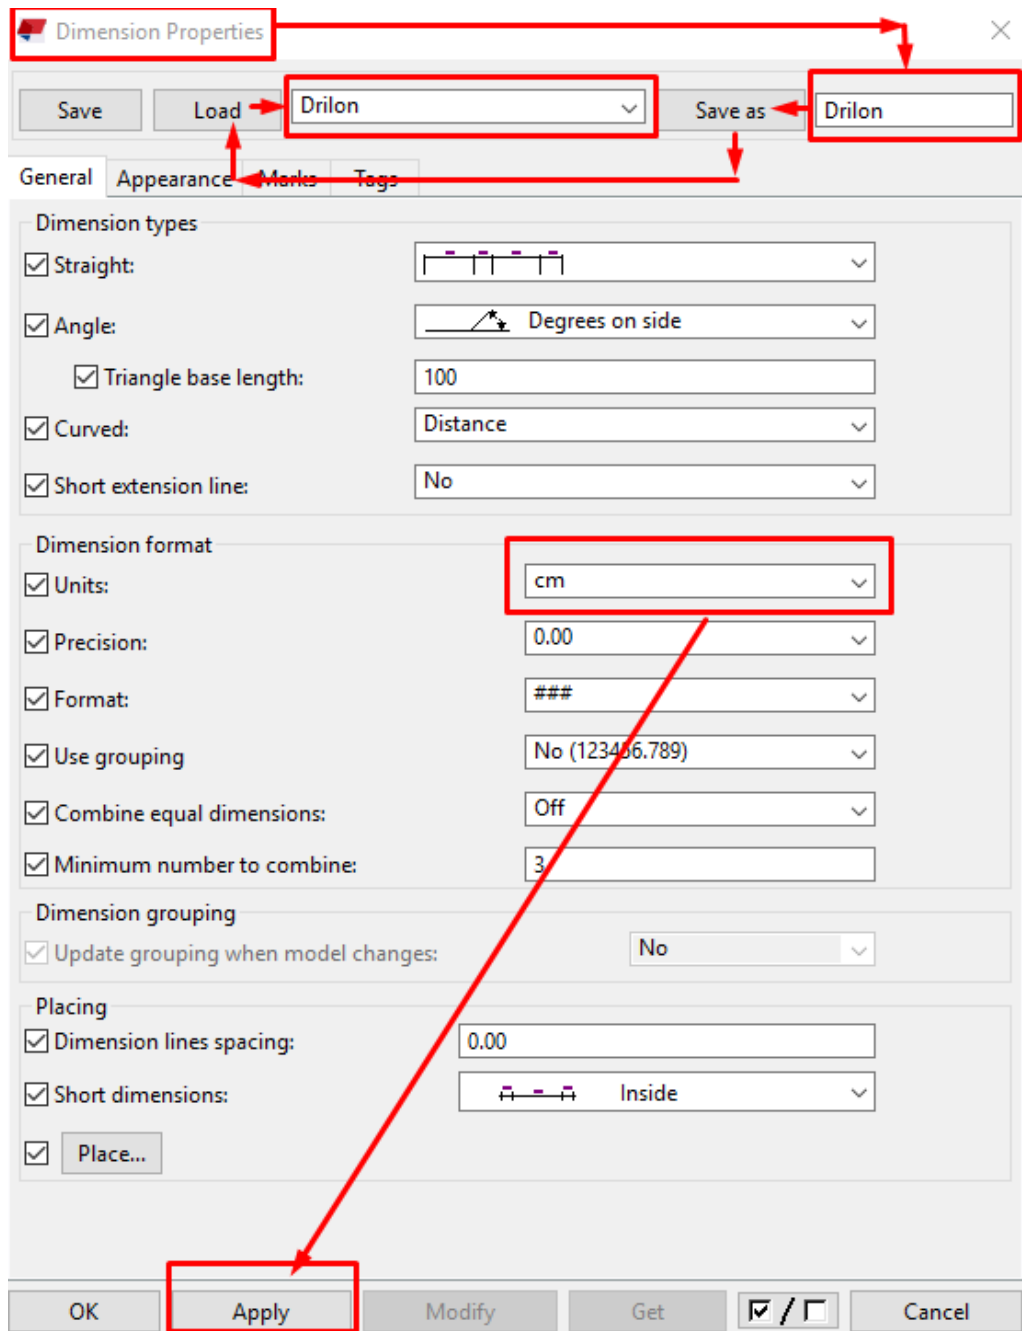 Dimension Properties
Save Load Drilon Save as Drilon
General Appearance Marks Tags
Dimension types
Straight:
Angle: Degrees on side
Triangle base length: 100
Curved: Distance
Short extension line: No
Dimension format
Units: cm
Precision: 0.00
Format: ###
Use grouping No (123456.789)
Combine equal dimensions: Off
Minimum number to combine: 3
Dimension grouping
Update grouping when model changes: No
Placing
Dimension lines spacing: 0.00
Short dimensions: Inside
Place...
OK Apply Modify Get / Cancel